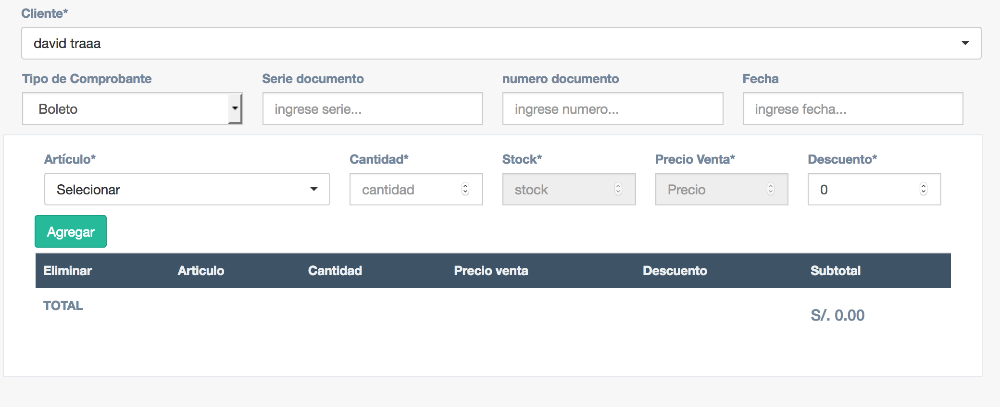 Cliente*
david traaa
Tipo de Comprobante Serie documento numero documento Fecha
Boleto ingrese serie... ingrese numero... ingrese fecha...
Artículo* Cantidad* Stock* Precio Venta* Descuento*
Selecionar cantidad stock Precio 0
Agregar
Eliminar Articulo Cantidad Precio venta Descuento Subtotal
TOTAL S/. 0.00